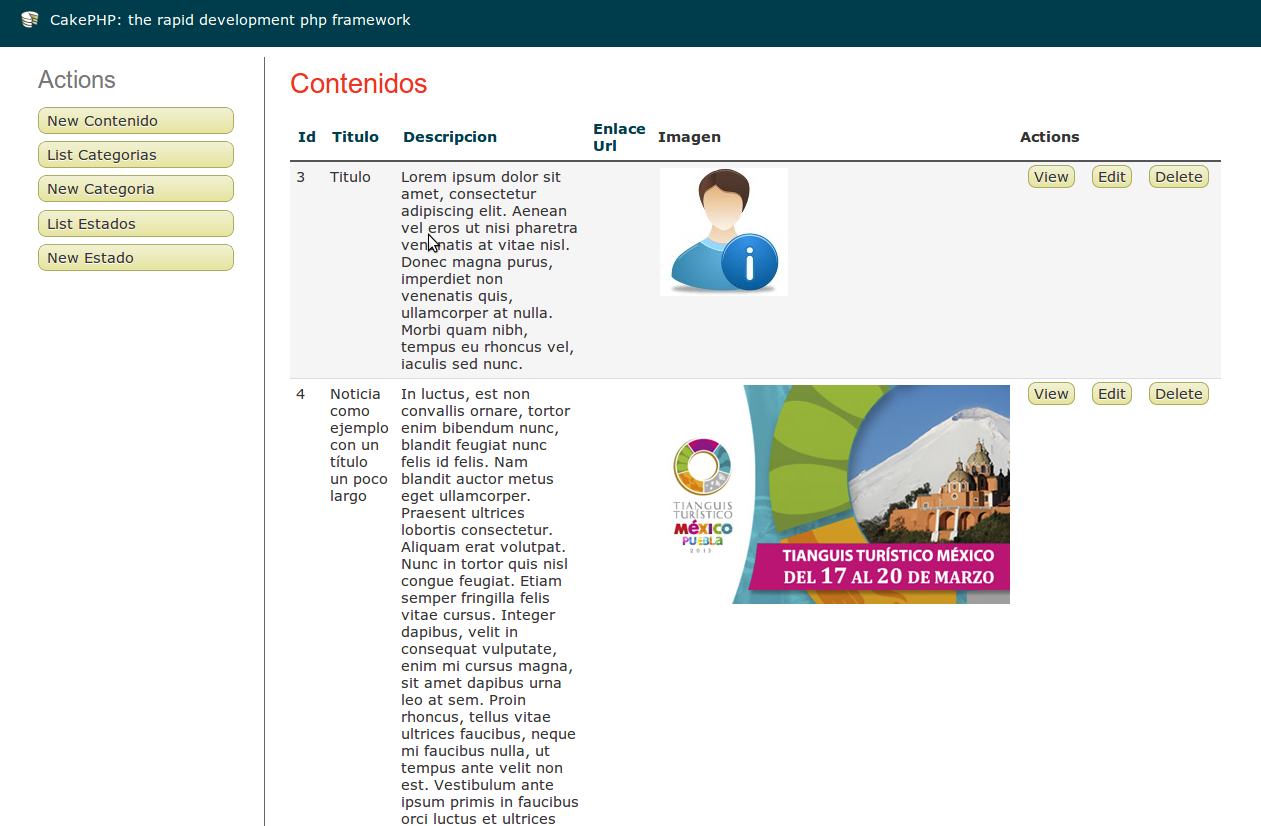 CakePHP: the rapid development php framework
Actions
New Contenido
List Categorias
New Categoria
List Estados
New Estado
Contenidos
Id Titulo Descripcion Enlace Url Imagen Actions
3 Titulo
Lorem ipsum dolor sit
amet, consectetur
adipiscing elit. Aenean
vel eros ut nisi pharetra
venenatis at vitae nisl.
Donec magna purus,
imperdiet non
venenatis quis,
ullamcorper at nulla.
Morbi quam nibh,
tempus eu rhoncus vel,
iaculis sed nunc.
i
View Edit Delete
4
Noticia
como
ejemplo
con un
título
un poco
largo
In luctus, est non
convallis ornare, tortor
enim bibendum nunc,
blandit feugiat nunc
felis id felis. Nam
blandit auctor metus
eget ullamcorper.
Praesent ultrices
lobortis consectetur.
Aliquam erat volutpat.
Nunc in tortor quis nisl
congue feugiat. Etiam
semper fringilla felis
vitae cursus. Integer
dapibus, velit in
consequat vulputate,
enim mi cursus magna,
sit amet dapibus urna
leo at sem. Proin
rhoncus, tellus vitae
ultrices faucibus, neque
mi faucibus nulla, ut
tempus ante velit non
est. Vestibulum ante
ipsum primis in faucibus
orci luctus et ultrices
TIANGUIS
TURÍSTICO
MÉXICO
PUEBLA
2013
TIANGUIS TURÍSTICO MÉXICO
DEL 17 AL 20 DE MARZO
View Edit Delete